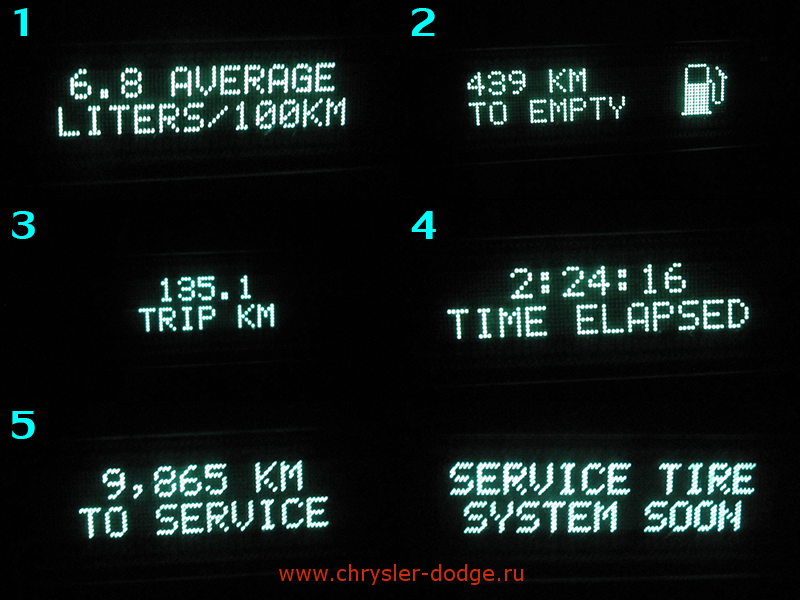 1
6.8 AVERAGE
LITERS/100KM
2
439 KM
TO EMPTY
3
135.1
TRIP KM
4
2:24:16
TIME ELAPSED
5
9,865 KM
TO SERVICE
SERVICE TIRE
SYSTEM SOON
www.chrysler-dodge.ru